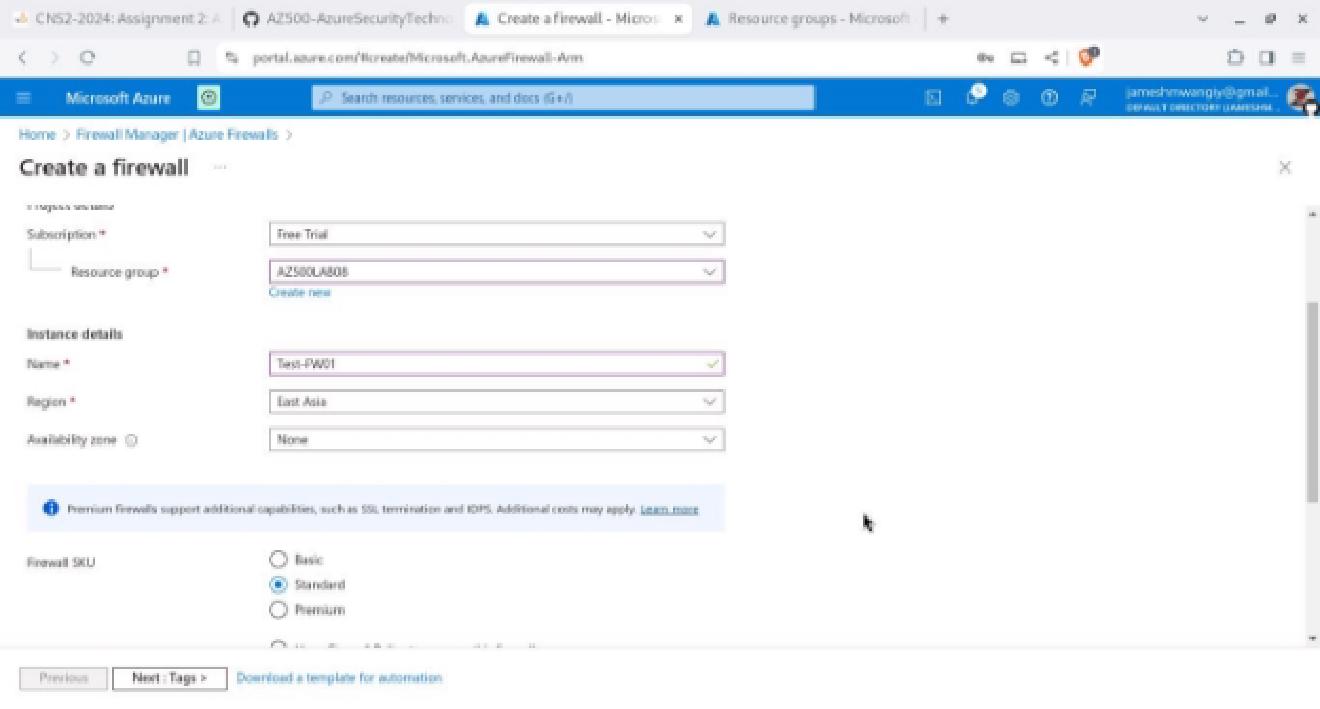 CNS2-2024: Assignment 2: A
AZ500-AzureSecurityTechno
Create a firewall - Micros
Resource groups - Microsoft
portal.azure.com/#create/Microsoft.AzureFirewall-Arm
Microsoft Azure
Search resources, services, and docs (G+/)
jameshmwangiy@gmail...
DEFAULT DIRECTORY
Home > Firewall Manager | Azure Firewalls >
Create a firewall ...
Project details
Subscription *
Free Trial
Resource group *
AZ500LAB08
Create new
Instance details
Name *
Test-FW01
Region *
East Asia
Availability zone
None
Premium firewalls support additional capabilities, such as SSL termination and IDPS. Additional costs may apply. Learn more
Firewall SKU
Basic
Standard
Premium
Previous
Next : Tags >
Download a template for automation